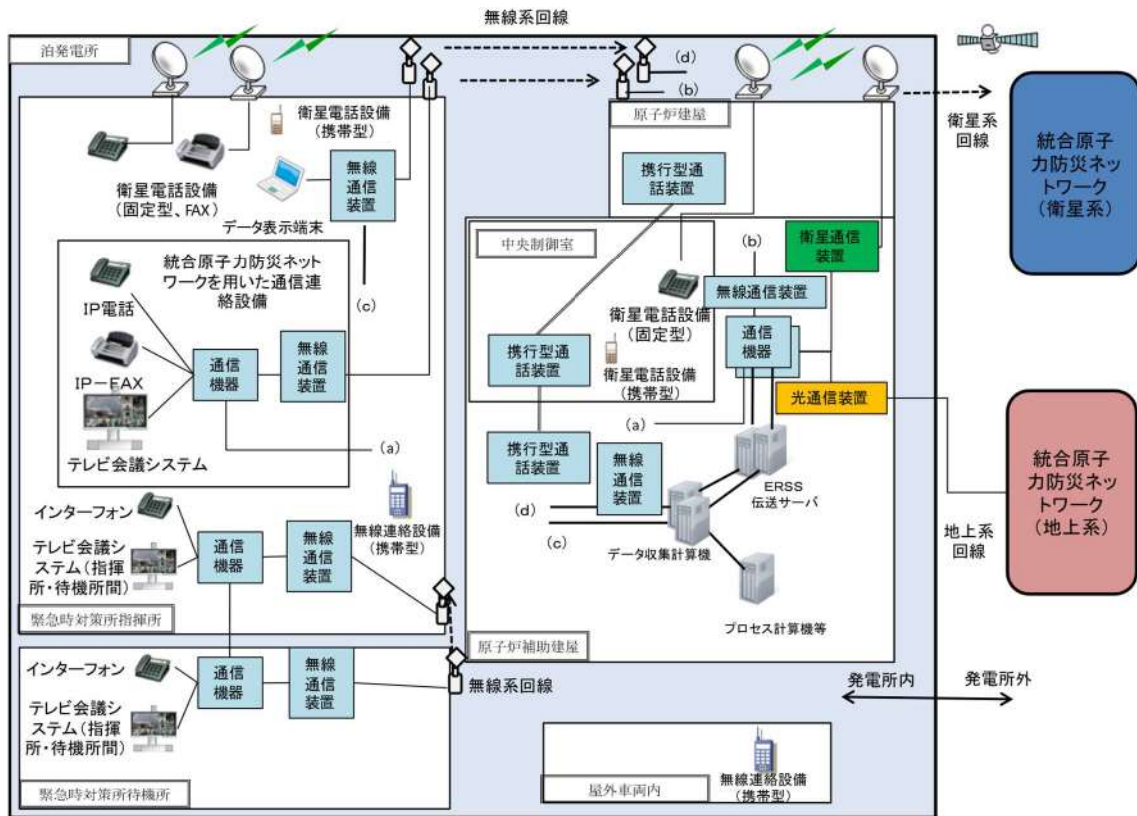 無線系回線
泊発電所
衛星電話設備
(携帯型)
衛星電話設備
(固定型、FAX)
無線
通信
装置
データ表示端末
(c)
統合原子力防災ネット
ワークを用いた通信連
絡設備
IP電話
IP-FAX
テレビ会議システム
通信
機器
無線
通信
装置
(a)
無線連絡設備
(携帯型)
インターフォン
テレビ会議シ
ステム(指揮
所・待機所間)
通信
機器
無線
通信
装置
緊急時対策所指揮所
インターフォン
テレビ会議シ
ステム(指揮
所・待機所間)
通信
機器
無線
通信
装置
無線系回線
緊急時対策所待機所
(d)
(b)
原子炉建屋
携行型通
話装置
中央制御室
衛星電話設備
(固定型)
衛星電話設備
(携帯型)
携行型通
話装置
携行型通
話装置
(b)
無線通信装置
衛星通信
装置
通信
機器
光通信装置
(a)
無線
通信
装置
ERSS
伝送サーバ
(d)
(c)
データ収集計算機
プロセス計算機等
原子炉補助建屋
衛星系
回線
統合原子
力防災ネッ
トワーク
(衛星系)
統合原子
力防災ネッ
トワーク
(地上系)
地上系
回線
発電所内
発電所外
屋外車両内
無線連絡設備
(携帯型)